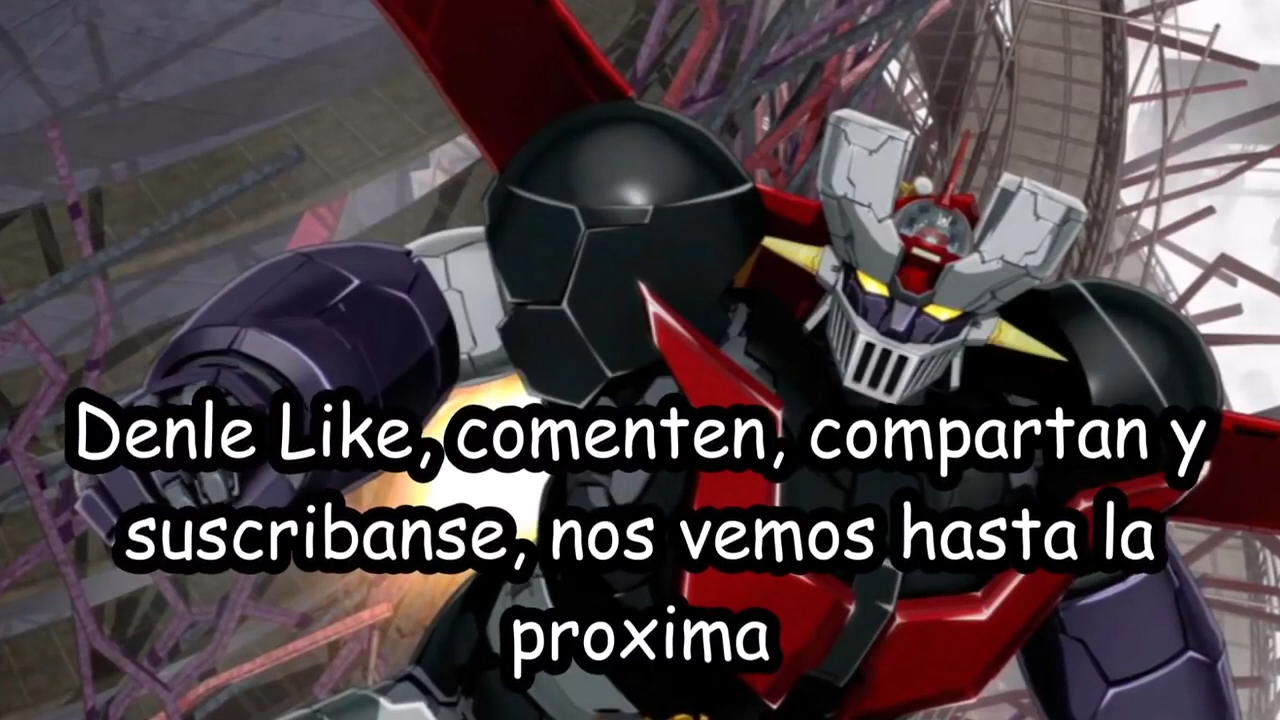 Denle Like, comenten, compartan y
suscribanse, nos vemos hasta la
proxima